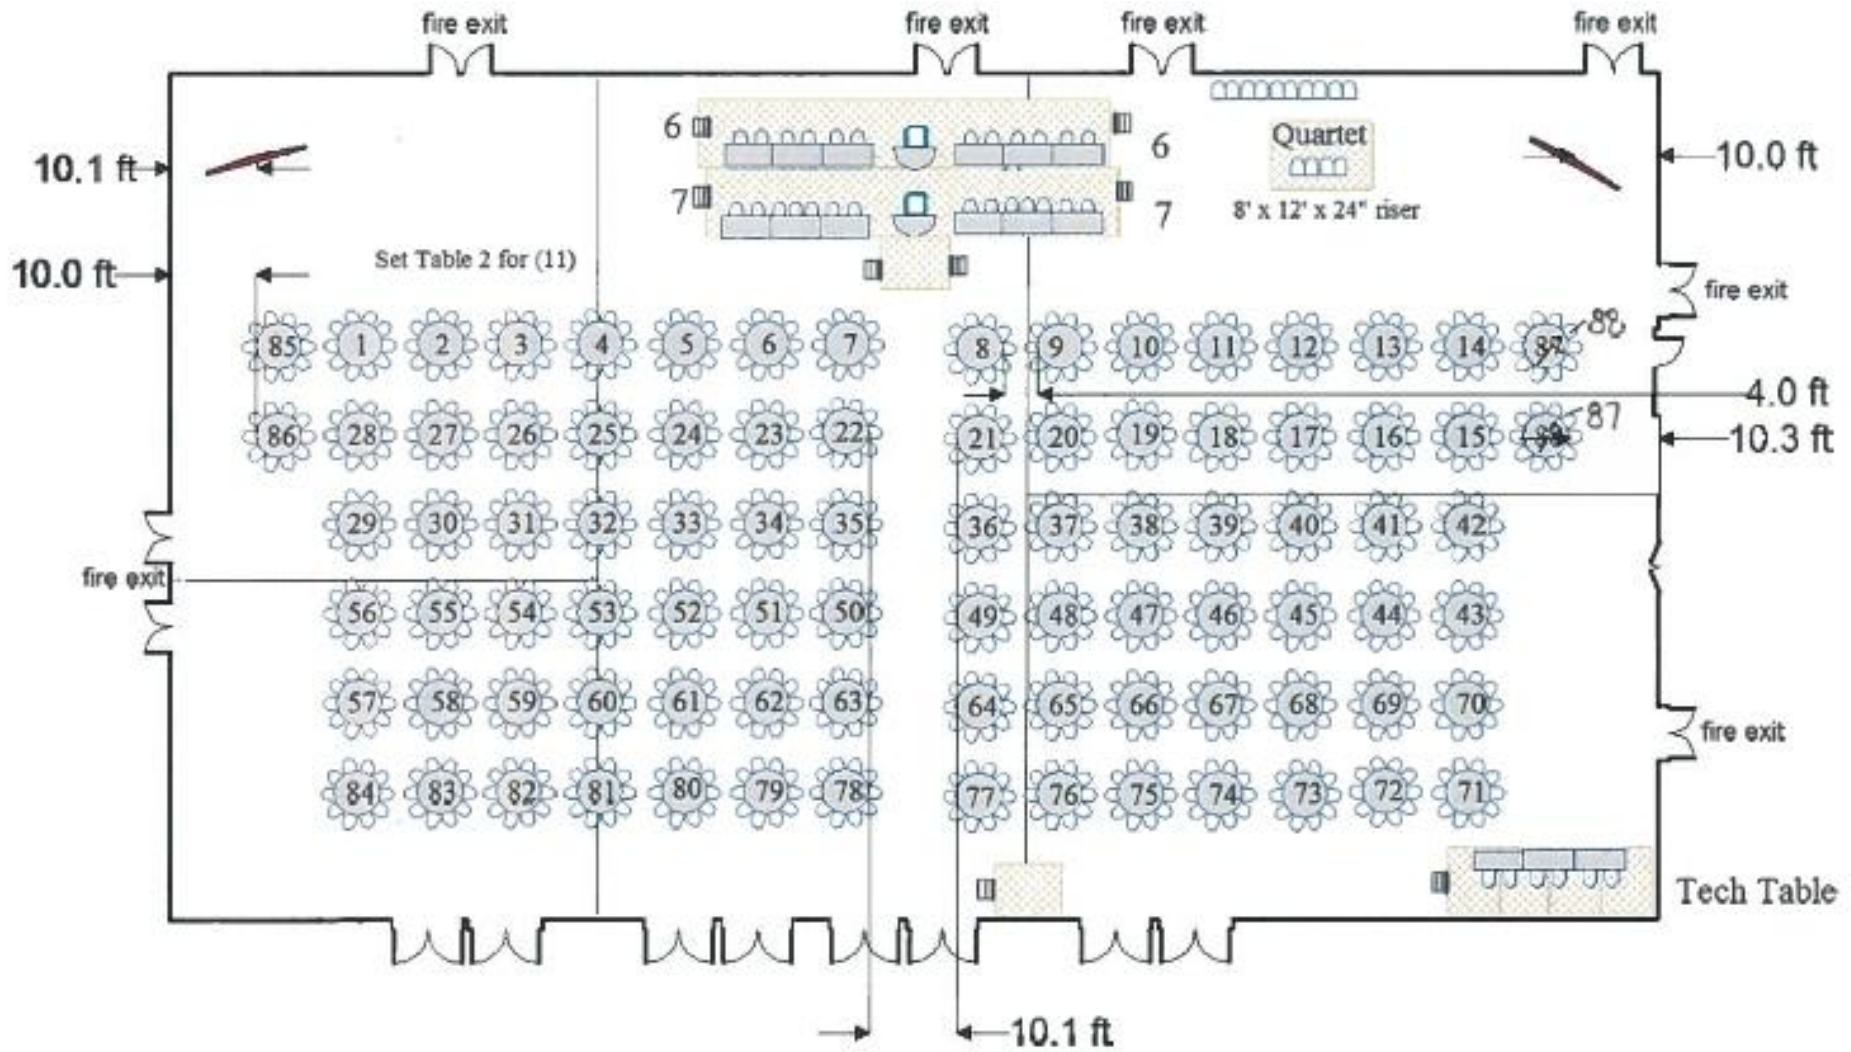 fire exit
fire exit
fire exit
fire exit
10.1 ft
6
6
Quartet
10.0 ft
7
7
8' x 12' x 24" riser
10.0 ft
Set Table 2 for (11)
fire exit
85 1 2 3 4 5 6 7 8 9 10 11 12 13 14 87 88
4.0 ft
86 28 27 26 25 24 23 22 21 20 19 18 17 16 15 87
10.3 ft
29 30 31 32 33 34 35 36 37 38 39 40 41 42
fire exit
56 55 54 53 52 51 50 49 48 47 46 45 44 43
57 58 59 60 61 62 63 64 65 66 67 68 69 70
fire exit
84 83 82 81 80 79 78 77 76 75 74 73 72 71
Tech Table
10.1 ft